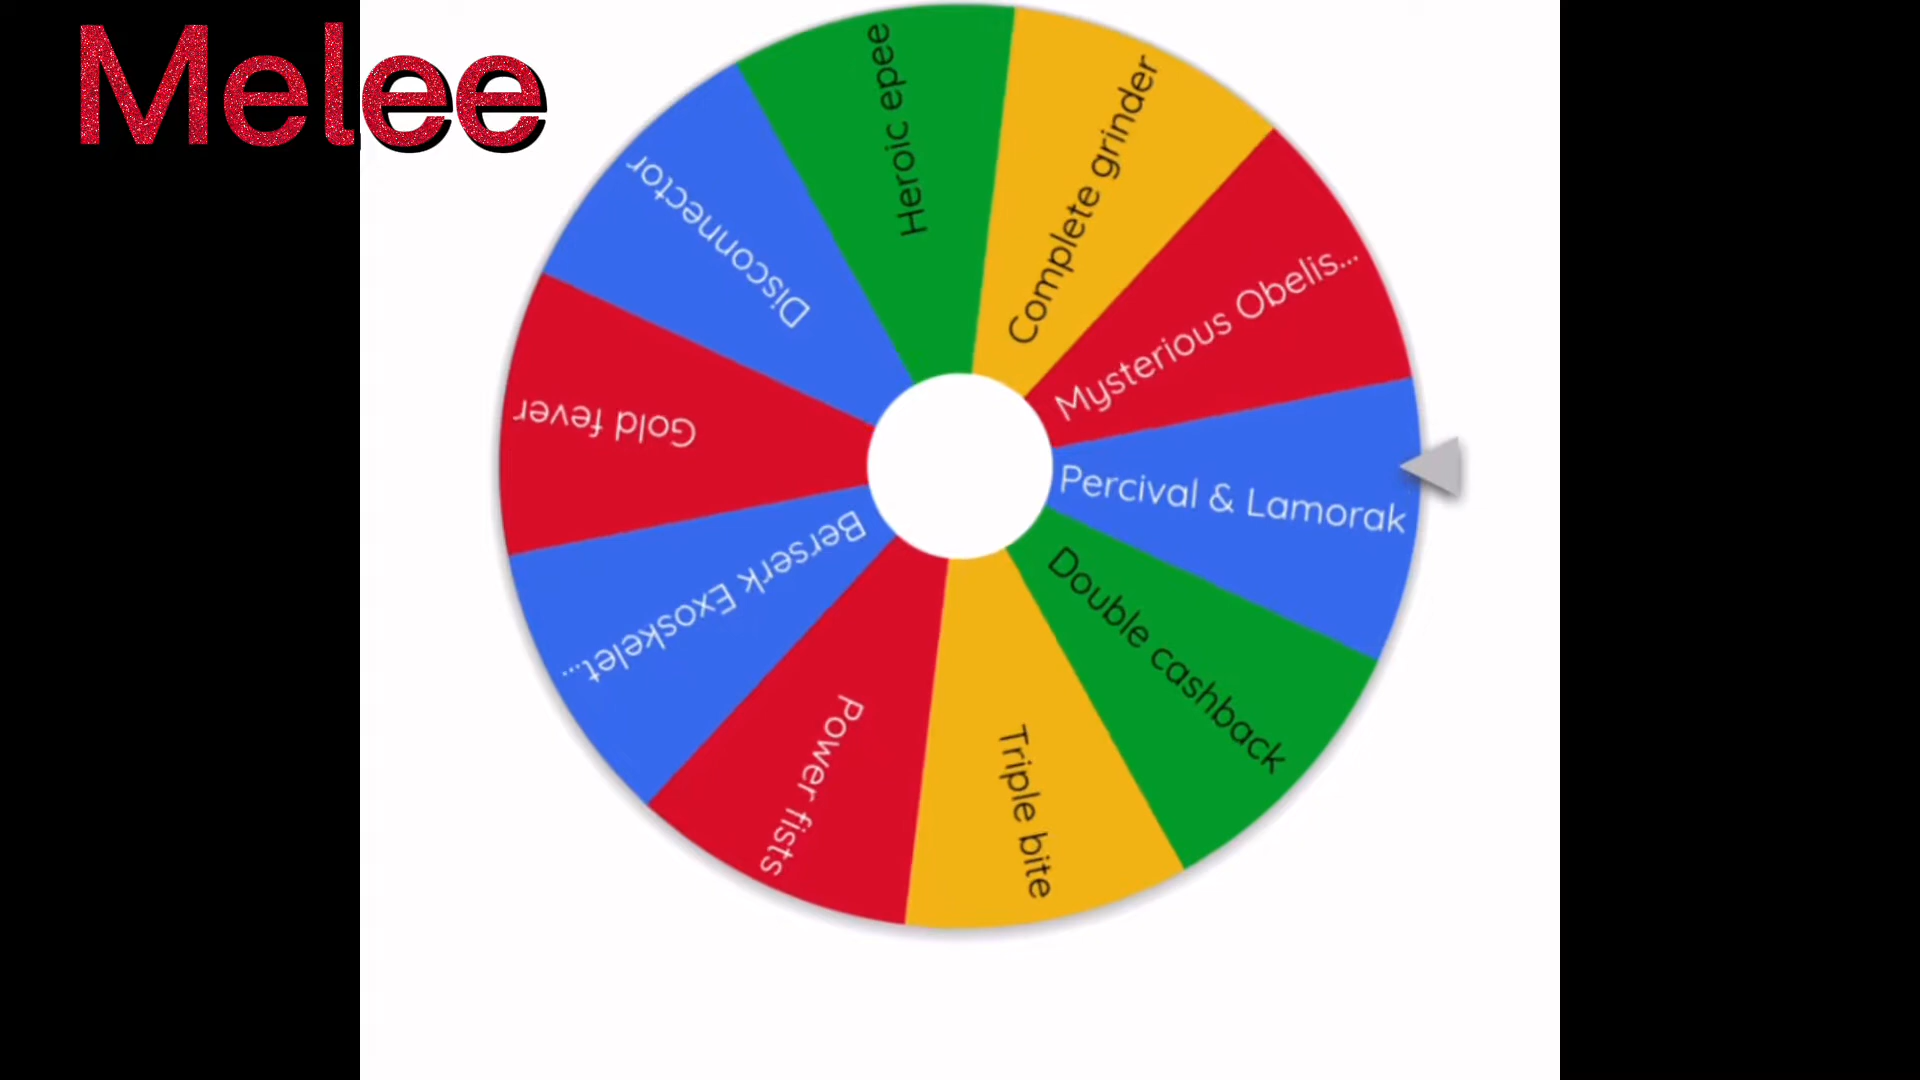 Melee
Heroic epee
Complete grinder
Mysterious Obelis...
Percival & Lamorak
Double cashback
Triple bite
Power fists
Berserk Exoskelet...
Gold fever
Disconnector